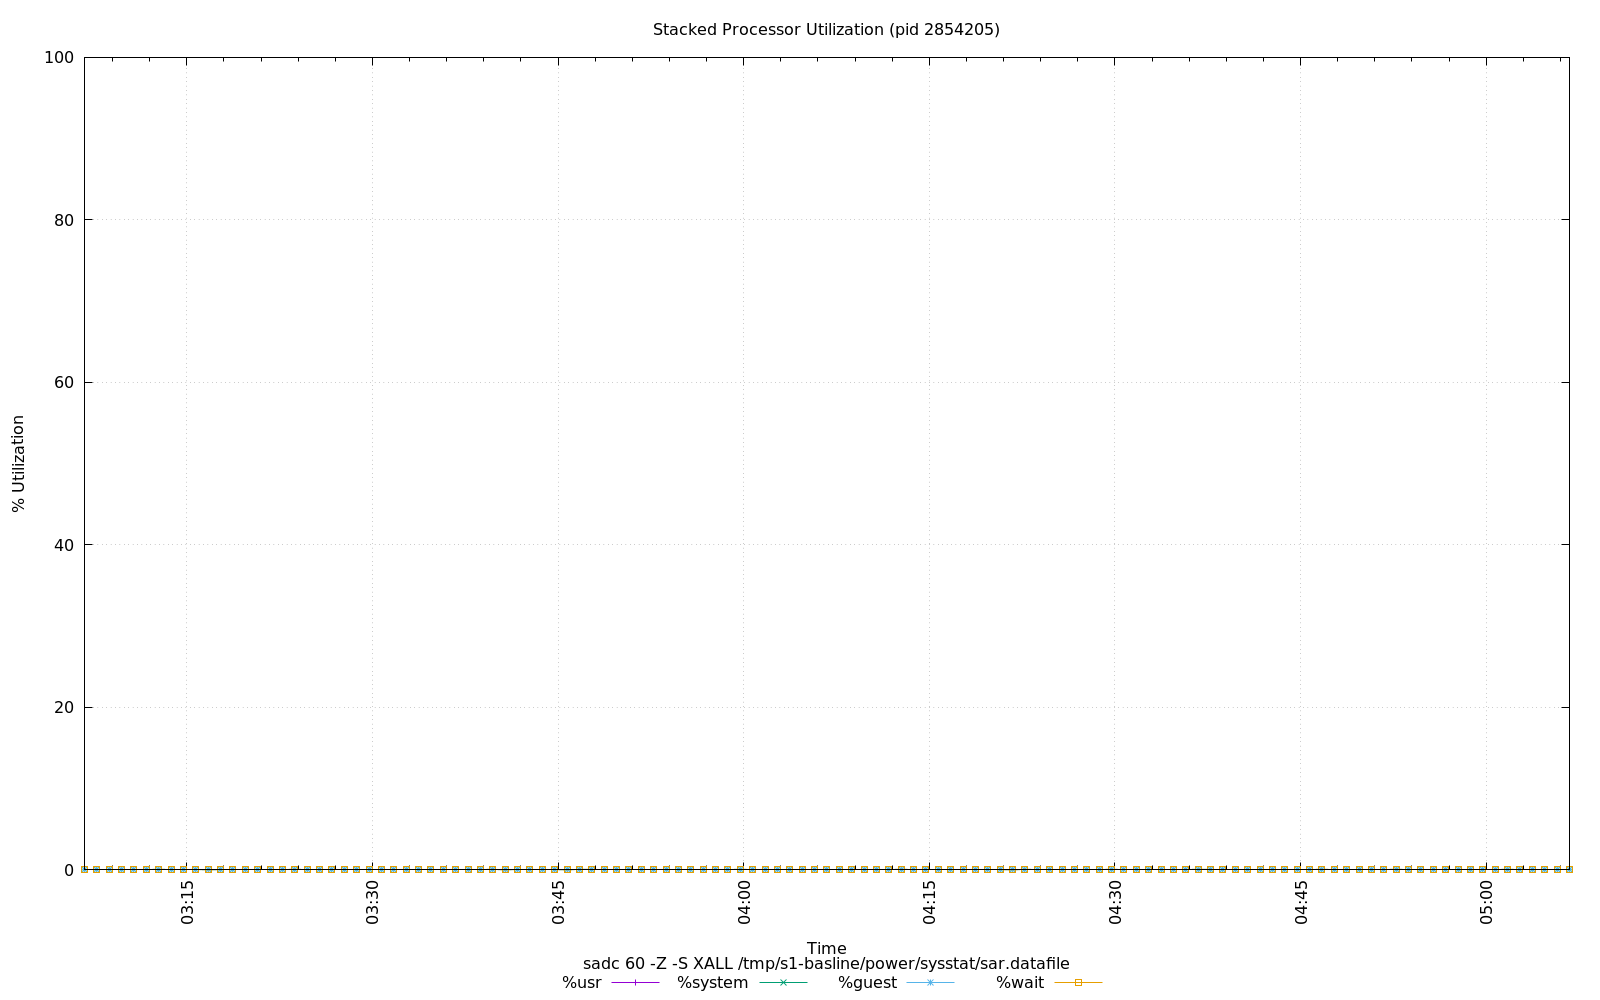 Stacked Processor Utilization (pid 2854205)
100
80
60
40
20
0
% Utilization
03:15
03:30
03:45
04:00
04:15
04:30
04:45
05:00
Time
sadc 60 -Z -S XALL /tmp/s1-basline/power/sysstat/sar.datafile
%usr %system %guest %wait